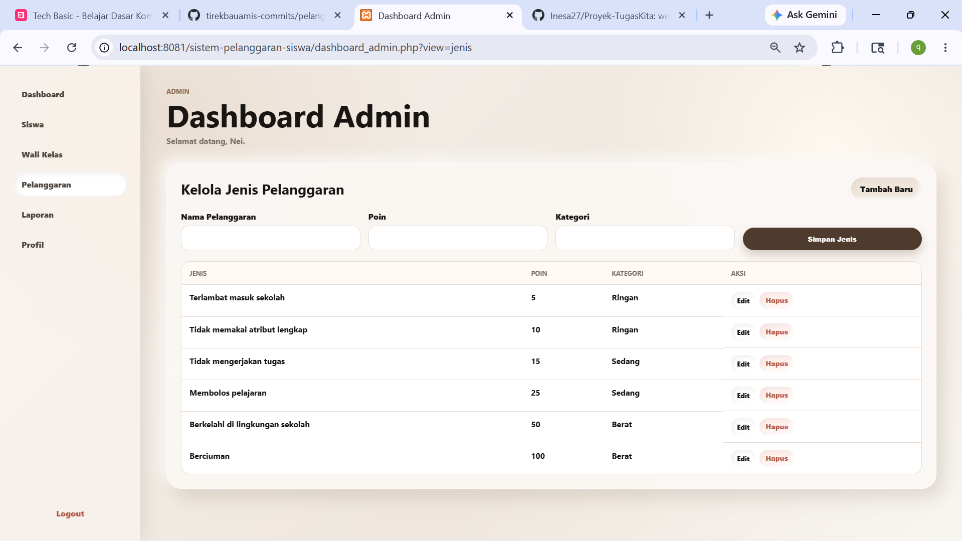 Tech Basic - Belajar Dasar Kom
tirekbauamis-commits/pelang
Dashboard Admin
Inesa27/Proyek-TugasKita: we
Ask Gemini
localhost:8081/sistem-pelanggaran-siswa/dashboard_admin.php?view=jenis
q
Dashboard
Siswa
Wali Kelas
Pelanggaran
Laporan
Profil
Logout
ADMIN
Dashboard Admin
Selamat datang, Nei.
Kelola Jenis Pelanggaran
Tambah Baru
Nama Pelanggaran Poin Kategori
Simpan Jenis
JENIS POIN KATEGORI AKSI
Terlambat masuk sekolah 5 Ringan Edit Hapus
Tidak memakai atribut lengkap 10 Ringan Edit Hapus
Tidak mengerjakan tugas 15 Sedang Edit Hapus
Membolos pelajaran 25 Sedang Edit Hapus
Berkelahi di lingkungan sekolah 50 Berat Edit Hapus
Berciuman 100 Berat Edit Hapus